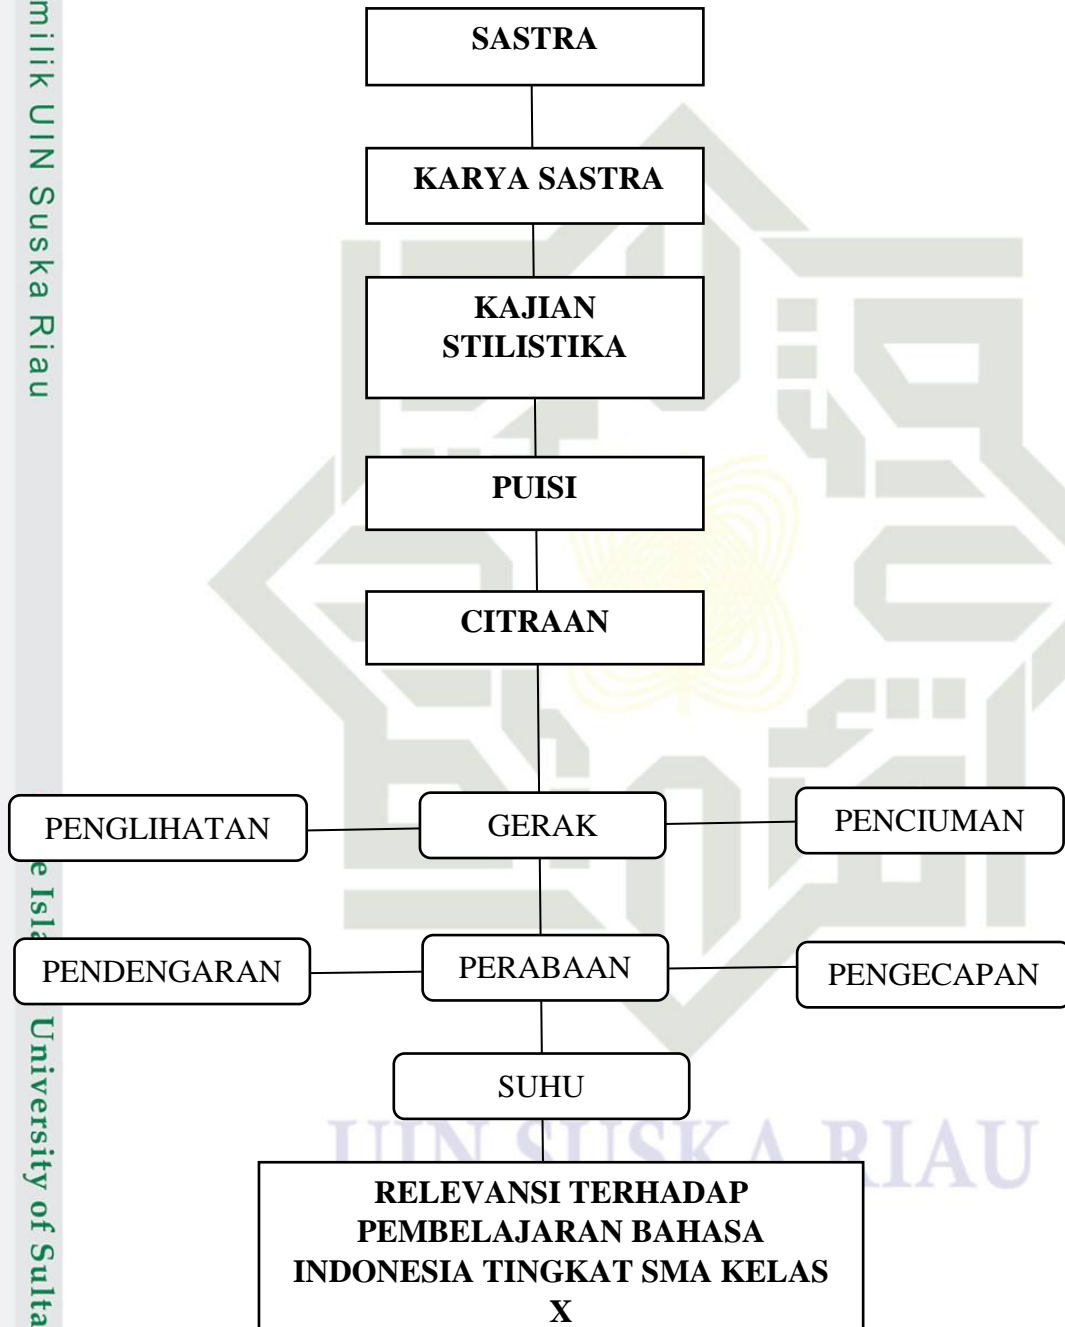 SASTRA
KARYA SASTRA
KAJIAN
STILISTIKA
PUISI
CITRAAN
PENGLIHATAN
GERAK
PENCIUMAN
PENDENGARAN
PERABAAN
PENGECAPAN
SUHU
RELEVANSI TERHADAP
PEMBELAJARAN BAHASA
INDONESIA TINGKAT SMA KELAS
X
milik UIN Suska Riau
University of Sulta
UIN SUSKA RIAU